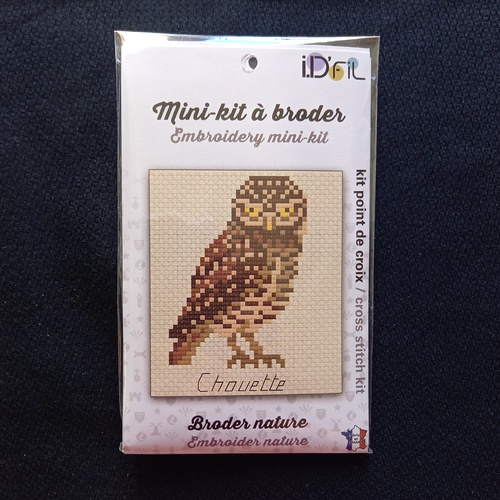 i.D'fil
Mini-kit à broder
Embroidery mini-kit
kit point de croix / cross stitch kit
Chouette
Broder nature
Embroider nature